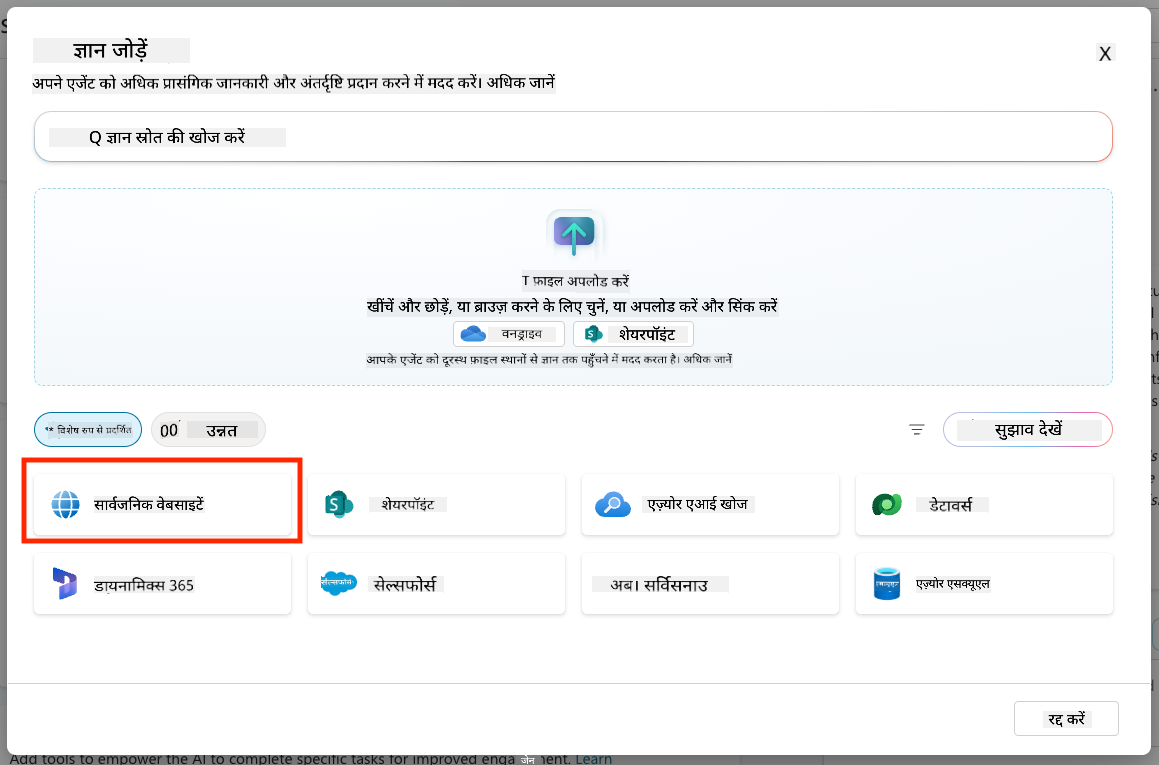 ज्ञान जोड़ें
X
अपने एजेंट को अधिक प्रासंगिक जानकारी और अंतर्दृष्टि प्रदान करने में मदद करें। अधिक जानें
Q ज्ञान स्रोत की खोज करें
T फ़ाइल अपलोड करें
खींचें और छोड़ें, या ब्राउज़ करने के लिए चुनें, या अपलोड करें और सिंक करें
वनड्राइव
S शेयरपॉइंट
आपके एजेंट को दूरस्थ फ़ाइल स्थानों से ज्ञान तक पहुँचने में मदद करता है। अधिक जानें
विशेष रूप से प्रदर्शित
00 उन्नत
सुझाव देखें
सार्वजनिक वेबसाइटें
S शेयरपॉइंट
एज़्योर एआई खोज
डेटावर्स
डायनामिक्स 365
सेल्सफोर्स सेल्सफोर्स
अब। सर्विसनाउ
एज़्योर एसक्यूएल
रद्द करें
Add tools to empower the AI to complete specific tasks for improved enga जेन ent. Learn